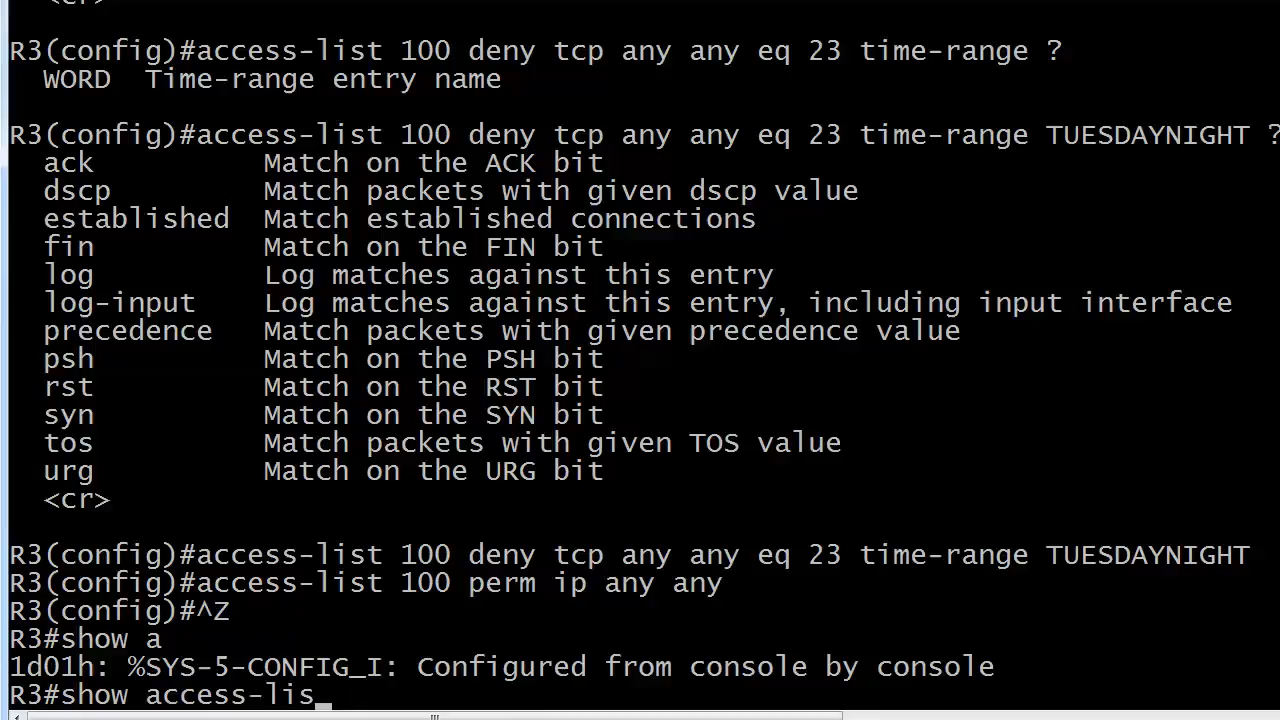 <cr>
R3(config)#access-list 100 deny tcp any any eq 23 time-range ?
  WORD  Time-range entry name
R3(config)#access-list 100 deny tcp any any eq 23 time-range TUESDAYNIGHT ?
  ack          Match on the ACK bit
  dscp         Match packets with given dscp value
  established  Match established connections
  fin          Match on the FIN bit
  log          Log matches against this entry
  log-input    Log matches against this entry, including input interface
  precedence   Match packets with given precedence value
  psh          Match on the PSH bit
  rst          Match on the RST bit
  syn          Match on the SYN bit
  tos          Match packets with given TOS value
  urg          Match on the URG bit
  <cr>
R3(config)#access-list 100 deny tcp any any eq 23 time-range TUESDAYNIGHT
R3(config)#access-list 100 perm ip any any
R3(config)#^Z
R3#show a
1d01h: %SYS-5-CONFIG_I: Configured from console by console
R3#show access-lis_